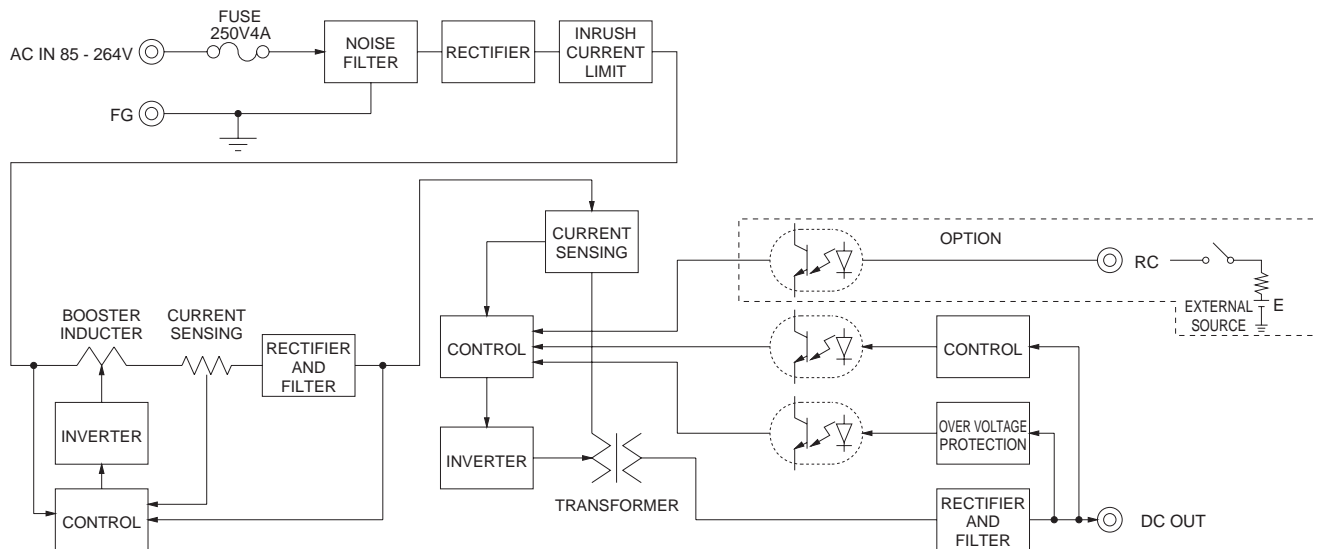 FUSE
250V4A
AC IN 85 - 264V
NOISE
FILTER
RECTIFIER
INRUSH
CURRENT
LIMIT
FG
CURRENT
SENSING
OPTION
RC
E
EXTERNAL
SOURCE
BOOSTER
INDUCTER
CURRENT
SENSING
RECTIFIER
AND
FILTER
CONTROL
CONTROL
INVERTER
OVER VOLTAGE
PROTECTION
INVERTER
TRANSFORMER
CONTROL
RECTIFIER
AND
FILTER
DC OUT